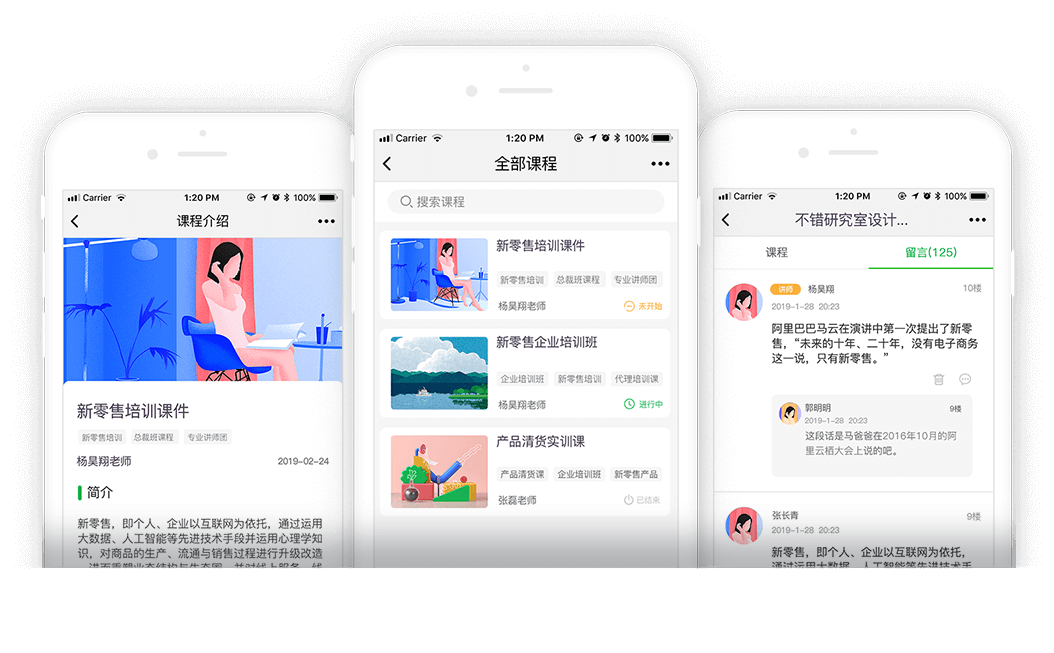 Carrier 1:20 PM 100%
课程介绍
新零售培训课件
新零售培训 总裁班课程 专业讲师团
杨昊翔老师 2019-02-24
简介
新零售，即个人、企业以互联网为依托，通过运用
大数据、人工智能等先进技术手段并运用心理学知
识，对商品的生产、流通与销售过程进行升级改造
Carrier 1:20 PM 100%
全部课程
搜索课程
新零售培训课件
新零售培训 总裁班课程 专业讲师团
杨昊翔老师 未开始
新零售企业培训班
企业培训班 新零售培训 代理培训课
杨昊翔老师 进行中
产品清货实训课
产品清货课 企业培训班 新零售产品
张磊老师 已结束
Carrier 1:20 PM 100%
不错研究室设计...
课程 留言(125)
讲师 杨昊翔 10楼
2019-1-28 20:23
阿里巴巴马云在演讲中第一次提出了新零
售，“未来的十年、二十年，没有电子商务
这一说，只有新零售。”
郭明明 9楼
2019-1-28 20:23
这段话是马爸爸在2016年10月的阿
里云栖大会上说的吧。
张长青 9楼
2019-1-28 20:23
新零售，即个人、企业以互联网为依托，
通过运用大数据、人工智能等先进技术手